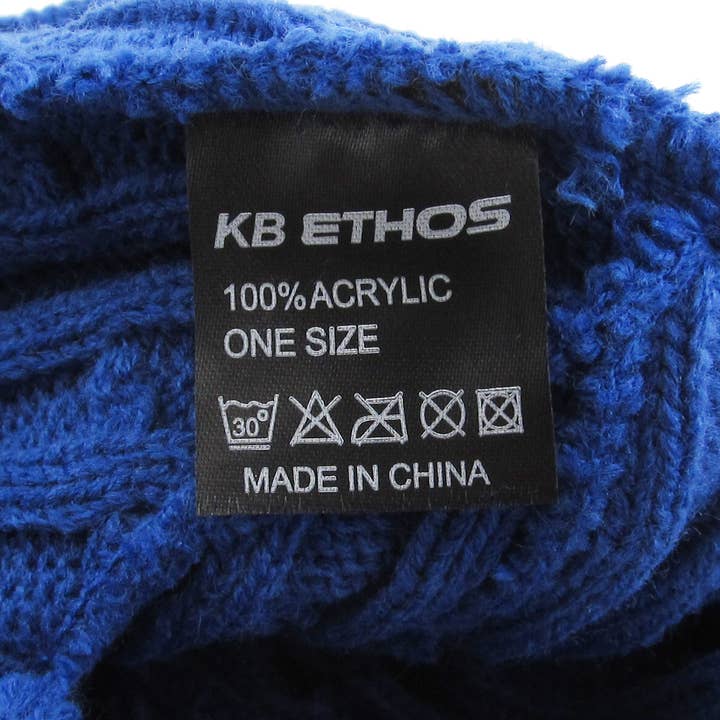 KB ETHOS
100% ACRYLIC
ONE SIZE
30°
MADE IN CHINA